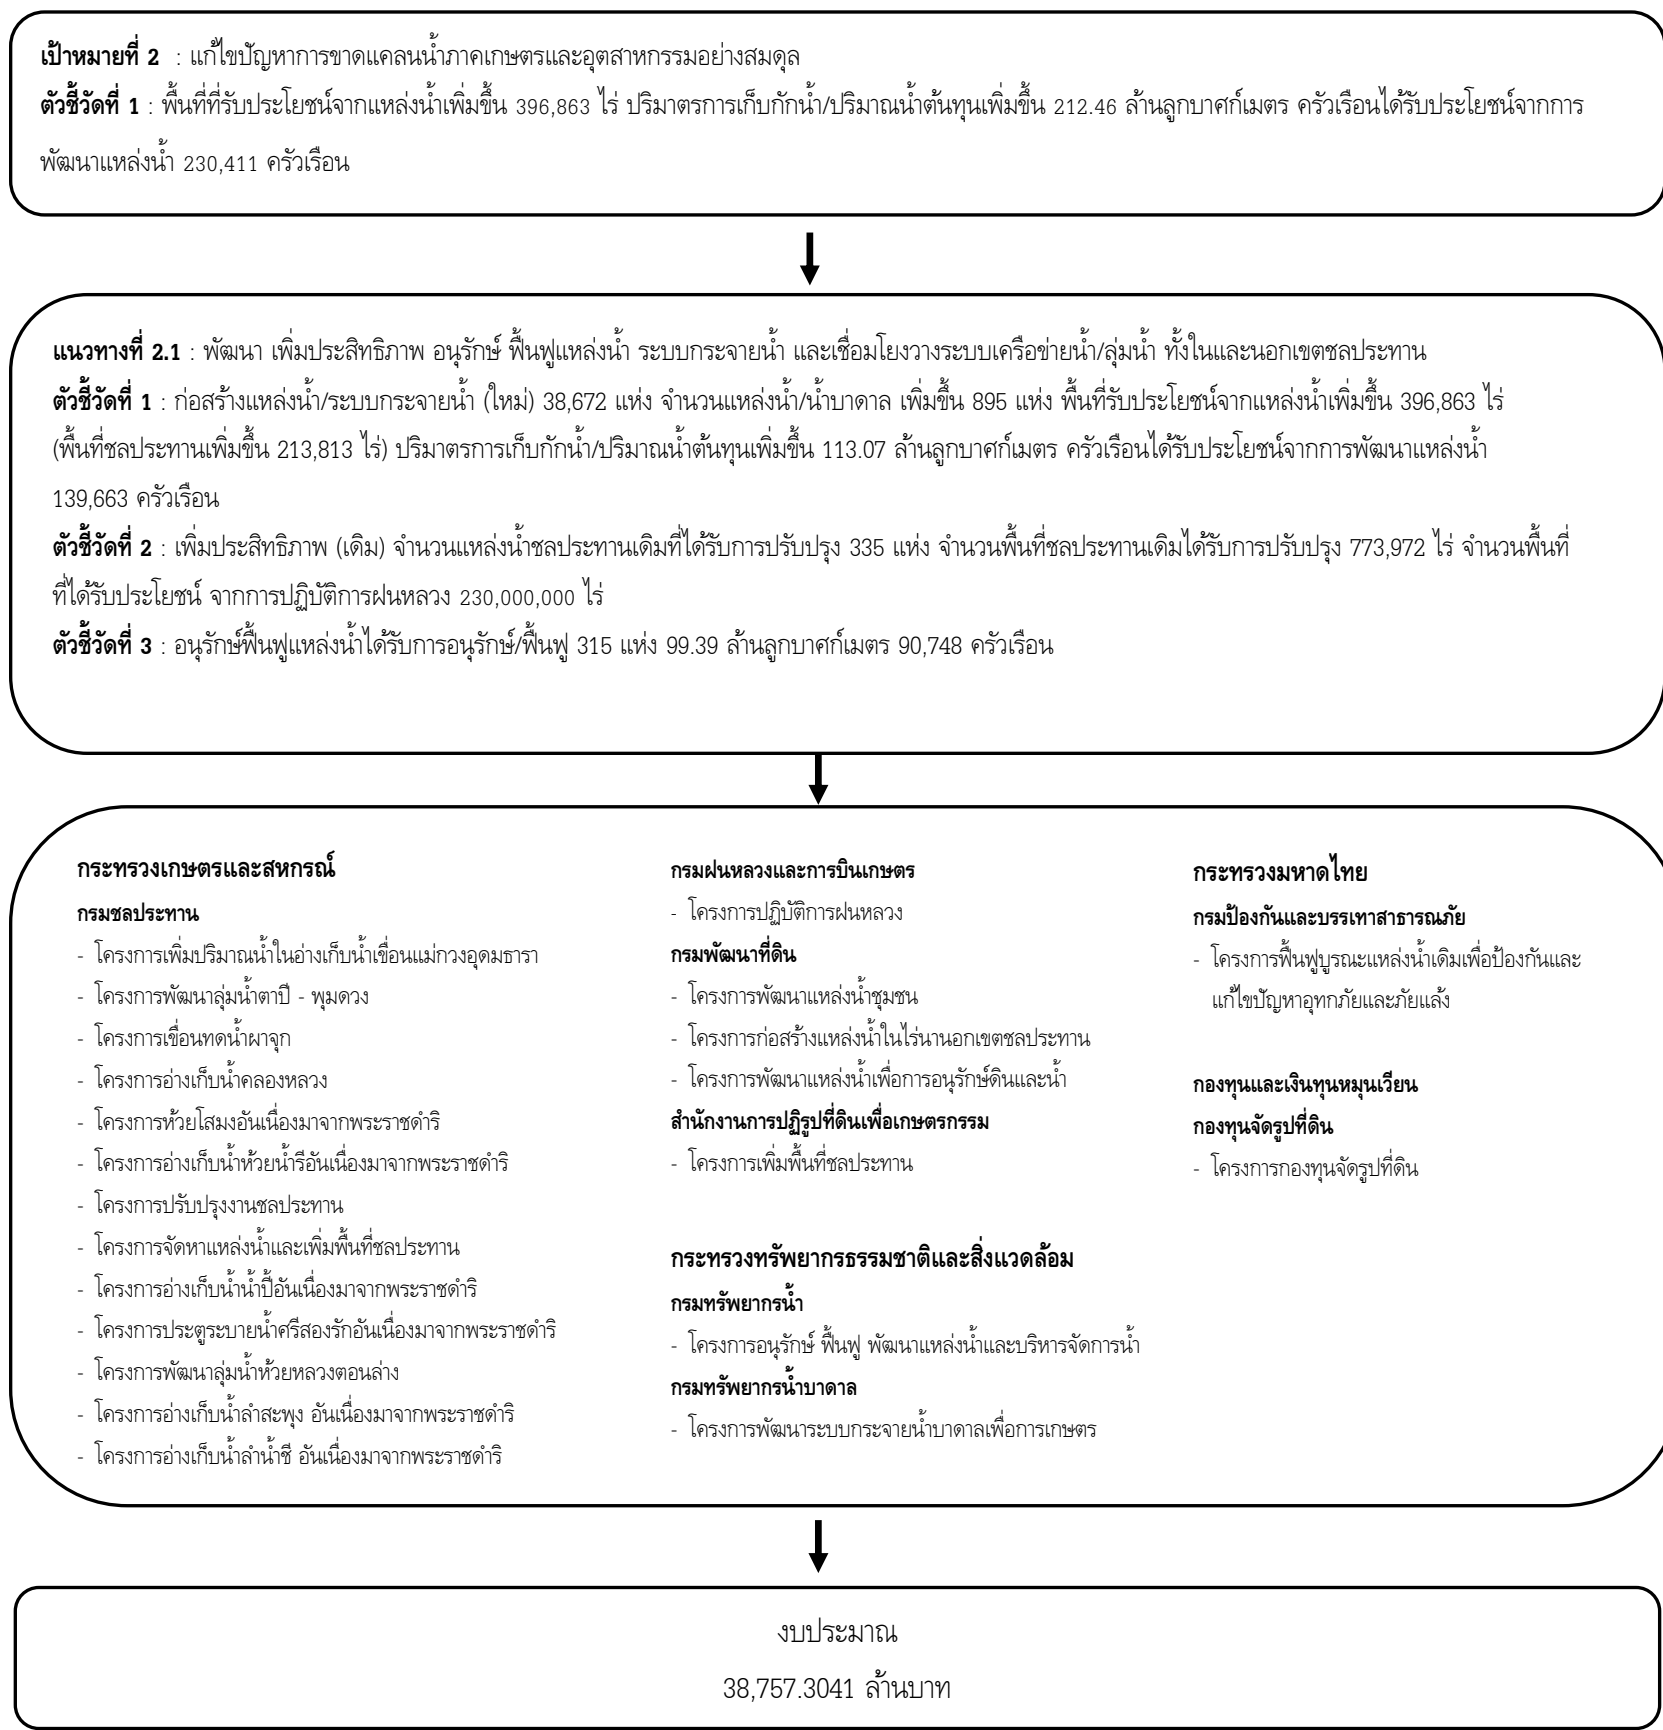 เป้าหมายที่ 2 : แก้ไขปัญหาการขาดแคลนน้ำภาคเกษตรและอุตสาหกรรมอย่างสมดุล
ตัวชี้วัดที่ 1 : พื้นที่ที่รับประโยชน์จากแหล่งน้ำเพิ่มขึ้น 396,863 ไร่ ปริมาตรการเก็บกักน้ำ/ปริมาณน้ำต้นทุนเพิ่มขึ้น 212.46 ล้านลูกบาศก์เมตร ครัวเรือนได้รับประโยชน์จากการ
พัฒนาแหล่งน้ำ 230,411 ครัวเรือน
แนวทางที่ 2.1 : พัฒนา เพิ่มประสิทธิภาพ อนุรักษ์ ฟื้นฟูแหล่งน้ำ ระบบกระจายน้ำ และเชื่อมโยงวางระบบเครือข่ายน้ำ/ลุ่มน้ำ ทั้งในและนอกเขตชลประทาน
ตัวชี้วัดที่ 1 : ก่อสร้างแหล่งน้ำ/ระบบกระจายน้ำ (ใหม่) 38,672 แห่ง จำนวนแหล่งน้ำ/น้ำบาดาล เพิ่มขึ้น 895 แห่ง พื้นที่รับประโยชน์จากแหล่งน้ำเพิ่มขึ้น 396,863 ไร่
(พื้นที่ชลประทานเพิ่มขึ้น 213,813 ไร่) ปริมาตรการเก็บกักน้ำ/ปริมาณน้ำต้นทุนเพิ่มขึ้น 113.07 ล้านลูกบาศก์เมตร ครัวเรือนได้รับประโยชน์จากการพัฒนาแหล่งน้ำ
139,663 ครัวเรือน
ตัวชี้วัดที่ 2 : เพิ่มประสิทธิภาพ (เดิม) จำนวนแหล่งน้ำชลประทานเดิมที่ได้รับการปรับปรุง 335 แห่ง จำนวนพื้นที่ชลประทานเดิมได้รับการปรับปรุง 773,972 ไร่ จำนวนพื้นที่
ที่ได้รับประโยชน์ จากการปฏิบัติการฝนหลวง 230,000,000 ไร่
ตัวชี้วัดที่ 3 : อนุรักษ์ฟื้นฟูแหล่งน้ำได้รับการอนุรักษ์/ฟื้นฟู 315 แห่ง 99.39 ล้านลูกบาศก์เมตร 90,748 ครัวเรือน
กระทรวงเกษตรและสหกรณ์
กรมชลประทาน
- โครงการเพิ่มปริมาณน้ำในอ่างเก็บน้ำเขื่อนแม่กวงอุดมธารา
- โครงการพัฒนาลุ่มน้ำตาปี - พุมดวง
- โครงการเขื่อนทดน้ำผาจุก
- โครงการอ่างเก็บน้ำคลองหลวง
- โครงการห้วยโสมงอันเนื่องมาจากพระราชดำริ
- โครงการอ่างเก็บน้ำห้วยน้ำรีอันเนื่องมาจากพระราชดำริ
- โครงการปรับปรุงงานชลประทาน
- โครงการจัดหาแหล่งน้ำและเพิ่มพื้นที่ชลประทาน
- โครงการอ่างเก็บน้ำน้ำปี้อันเนื่องมาจากพระราชดำริ
- โครงการประตูระบายน้ำศรีสองรักอันเนื่องมาจากพระราชดำริ
- โครงการพัฒนาลุ่มน้ำห้วยหลวงตอนล่าง
- โครงการอ่างเก็บน้ำลำสะพุง อันเนื่องมาจากพระราชดำริ
- โครงการอ่างเก็บน้ำลำน้ำชี อันเนื่องมาจากพระราชดำริ
กรมฝนหลวงและการบินเกษตร
- โครงการปฏิบัติการฝนหลวง
กรมพัฒนาที่ดิน
- โครงการพัฒนาแหล่งน้ำชุมชน
- โครงการก่อสร้างแหล่งน้ำในไร่นานอกเขตชลประทาน
- โครงการพัฒนาแหล่งน้ำเพื่อการอนุรักษ์ดินและน้ำ
สำนักงานการปฏิรูปที่ดินเพื่อเกษตรกรรม
- โครงการเพิ่มพื้นที่ชลประทาน
กระทรวงทรัพยากรธรรมชาติและสิ่งแวดล้อม
กรมทรัพยากรน้ำ
- โครงการอนุรักษ์ ฟื้นฟู พัฒนาแหล่งน้ำและบริหารจัดการน้ำ
กรมทรัพยากรน้ำบาดาล
- โครงการพัฒนาระบบกระจายน้ำบาดาลเพื่อการเกษตร
กระทรวงมหาดไทย
กรมป้องกันและบรรเทาสาธารณภัย
- โครงการฟื้นฟูบูรณะแหล่งน้ำเดิมเพื่อป้องกันและ
แก้ไขปัญหาอุทกภัยและภัยแล้ง
กองทุนและเงินทุนหมุนเวียน
กองทุนจัดรูปที่ดิน
- โครงการกองทุนจัดรูปที่ดิน
งบประมาณ
38,757.3041 ล้านบาท